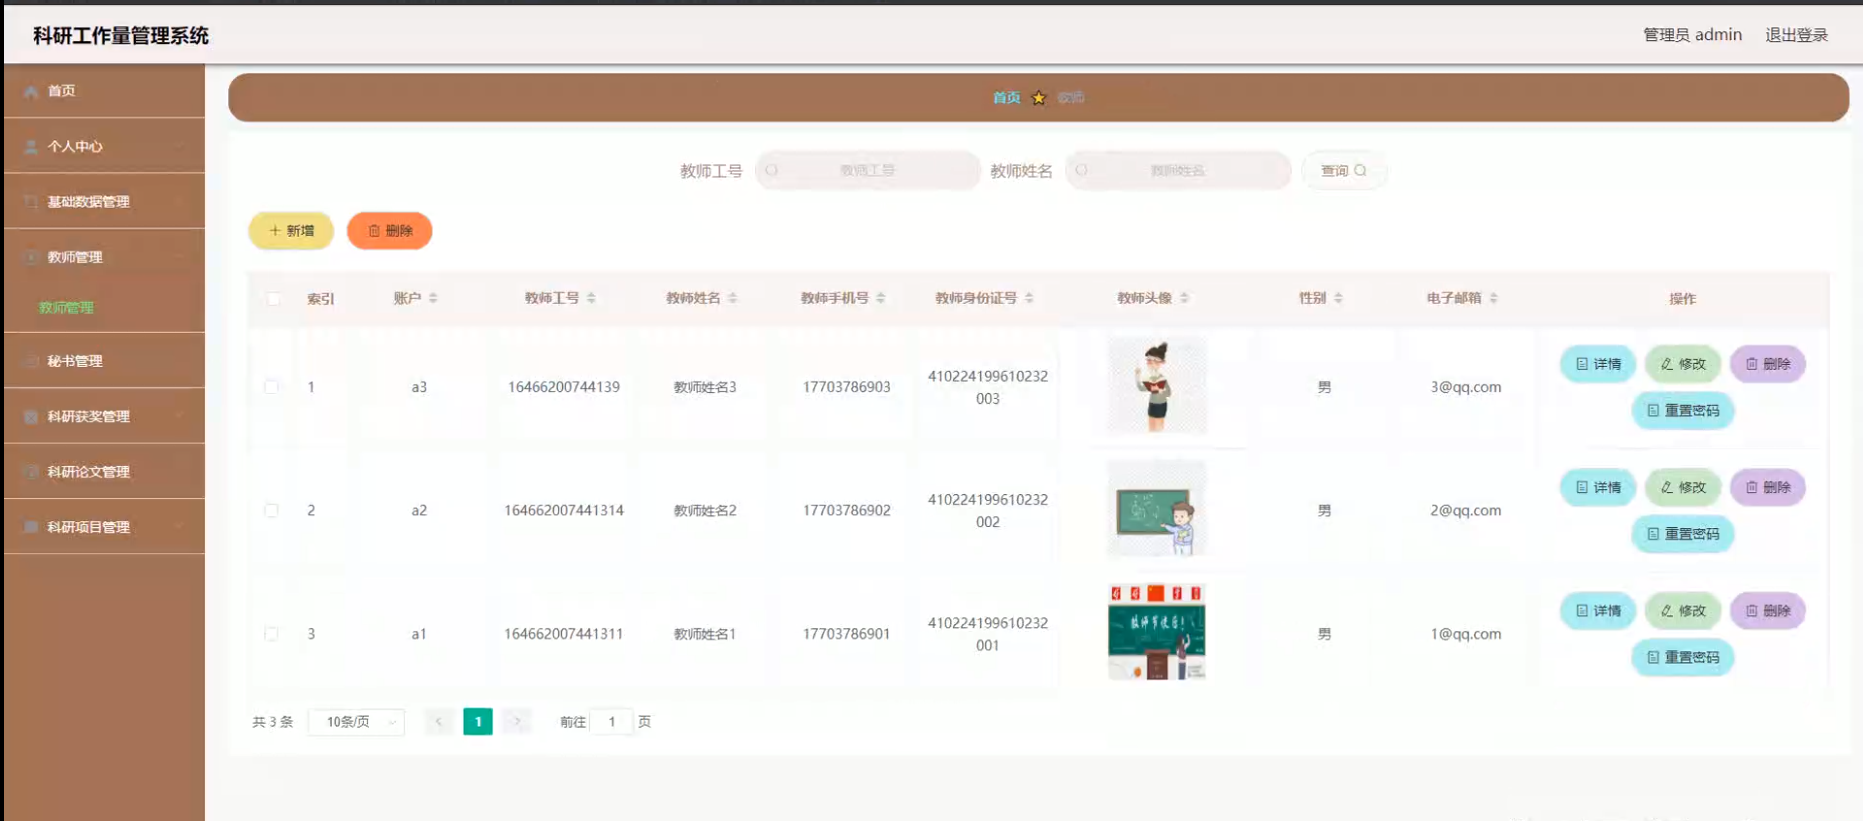 科研工作量管理系统
管理员 admin 退出登录
首页
个人中心
基础数据管理
教师管理
教师管理
秘书管理
科研获奖管理
科研论文管理
科研项目管理
首页 教师
教师工号 教师工号 教师姓名 教师姓名 查询
新增 删除
索引 账户 教师工号 教师姓名 教师手机号 教师身份证号 教师头像 性别 电子邮箱 操作
1 a3 16466200744139 教师姓名3 17703786903 410224199610232003 男 3@qq.com 详情 修改 删除
重置密码
2 a2 164662007441314 教师姓名2 17703786902 410224199610232002 男 2@qq.com 详情 修改 删除
重置密码
3 a1 164662007441311 教师姓名1 17703786901 410224199610232001 男 1@qq.com 详情 修改 删除
重置密码
教师节快乐!
共 3 条 10条/页 < 1 > 前往 1 页